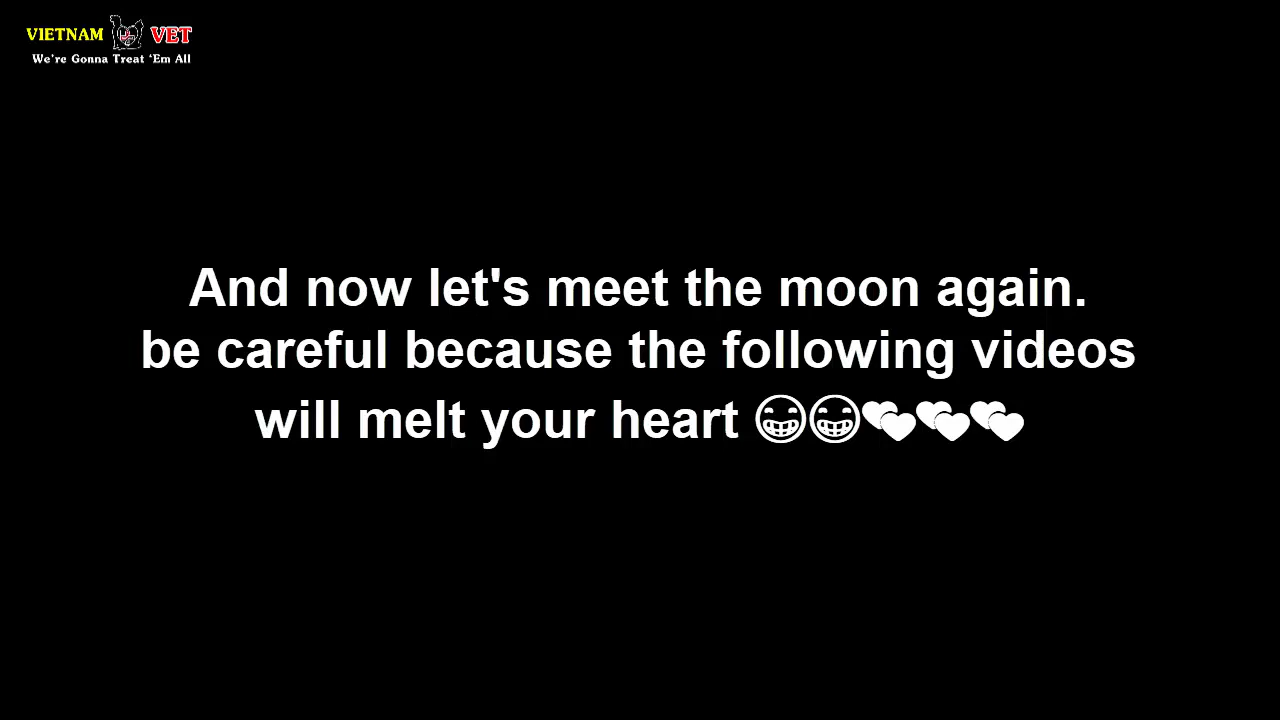 VIETNAM VET
We're Gonna Treat 'Em All
And now let's meet the moon again.
be careful because the following videos
will melt your heart 😁😁💕💕💕